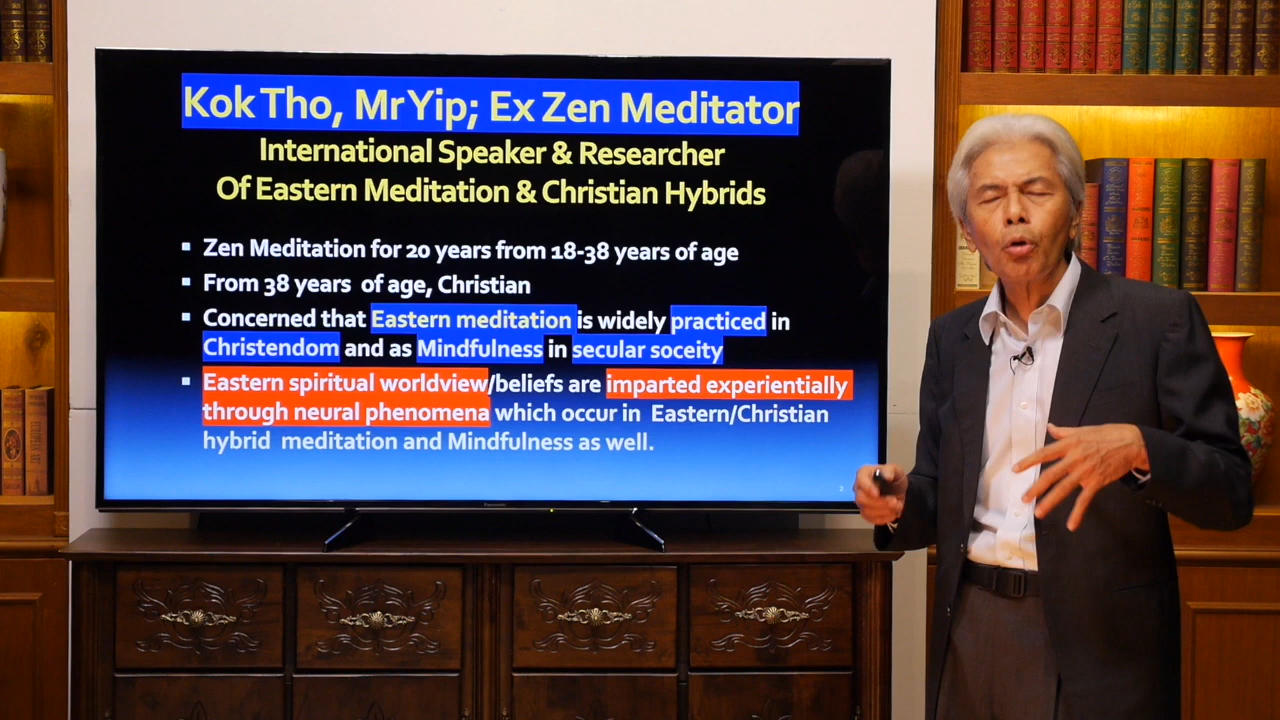 Kok Tho, Mr Yip; Ex Zen Meditator
International Speaker & Researcher
Of Eastern Meditation & Christian Hybrids
▪ Zen Meditation for 20 years from 18-38 years of age
▪ From 38 years of age, Christian
▪ Concerned that Eastern meditation is widely practiced in
Christendom and as Mindfulness in secular soceity
▪ Eastern spiritual worldview/beliefs are imparted experientially
through neural phenomena which occur in Eastern/Christian
hybrid meditation and Mindfulness as well.
2
Panasonic